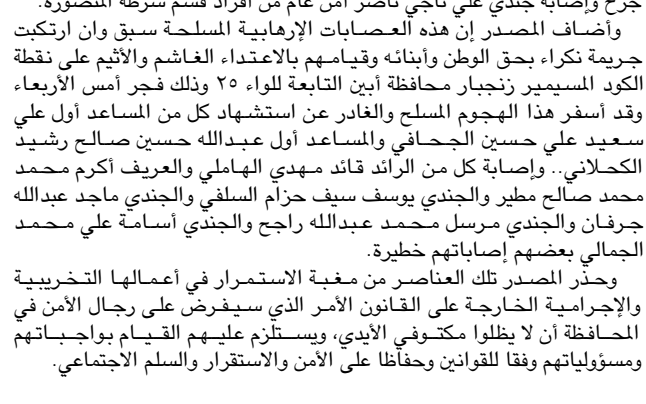 جرح وإصابة جندي علي ناجي ناصر أمن عام من أفراد قسم شرطة المنصورة.
وأضاف المصدر إن هذه العصابات الإرهابية المسلحة سبق وان ارتكبت
جريمة نكراء بحق الوطن وأبنائه وقيامهم بالاعتداء الغاشم والأثيم على نقطة
الكود المسيمير زنجبار محافظة أبين التابعة للواء ٢٥ وذلك فجر أمس الأربعاء
وقد أسفر هذا الهجوم المسلح والغادر عن استشهاد كل من المساعد أول علي
سعيد علي حسين الجحافي والمساعد أول عبدالله حسين صالح رشيد
الكحلاني.. وإصابة كل من الرائد قائد مهدي الهاملي والعريف أكرم محمد
محمد صالح مطير والجندي يوسف سيف حزام السلفي والجندي ماجد عبدالله
جرفان والجندي مرسل محمد عبدالله راجح والجندي أسامة علي محمد
الجمالي بعضهم إصاباتهم خطيرة.
وحذر المصدر تلك العناصر من مغبة الاستمرار في أعمالها التخريبية
والإجرامية الخارجة على القانون الأمر الذي سيفرض على رجال الأمن في
المحافظة أن لا يظلوا مكتوفي الأيدي، ويستلزم عليهم القيام بواجباتهم
ومسؤولياتهم وفقا للقوانين وحفاظا على الأمن والاستقرار والسلم الاجتماعي.